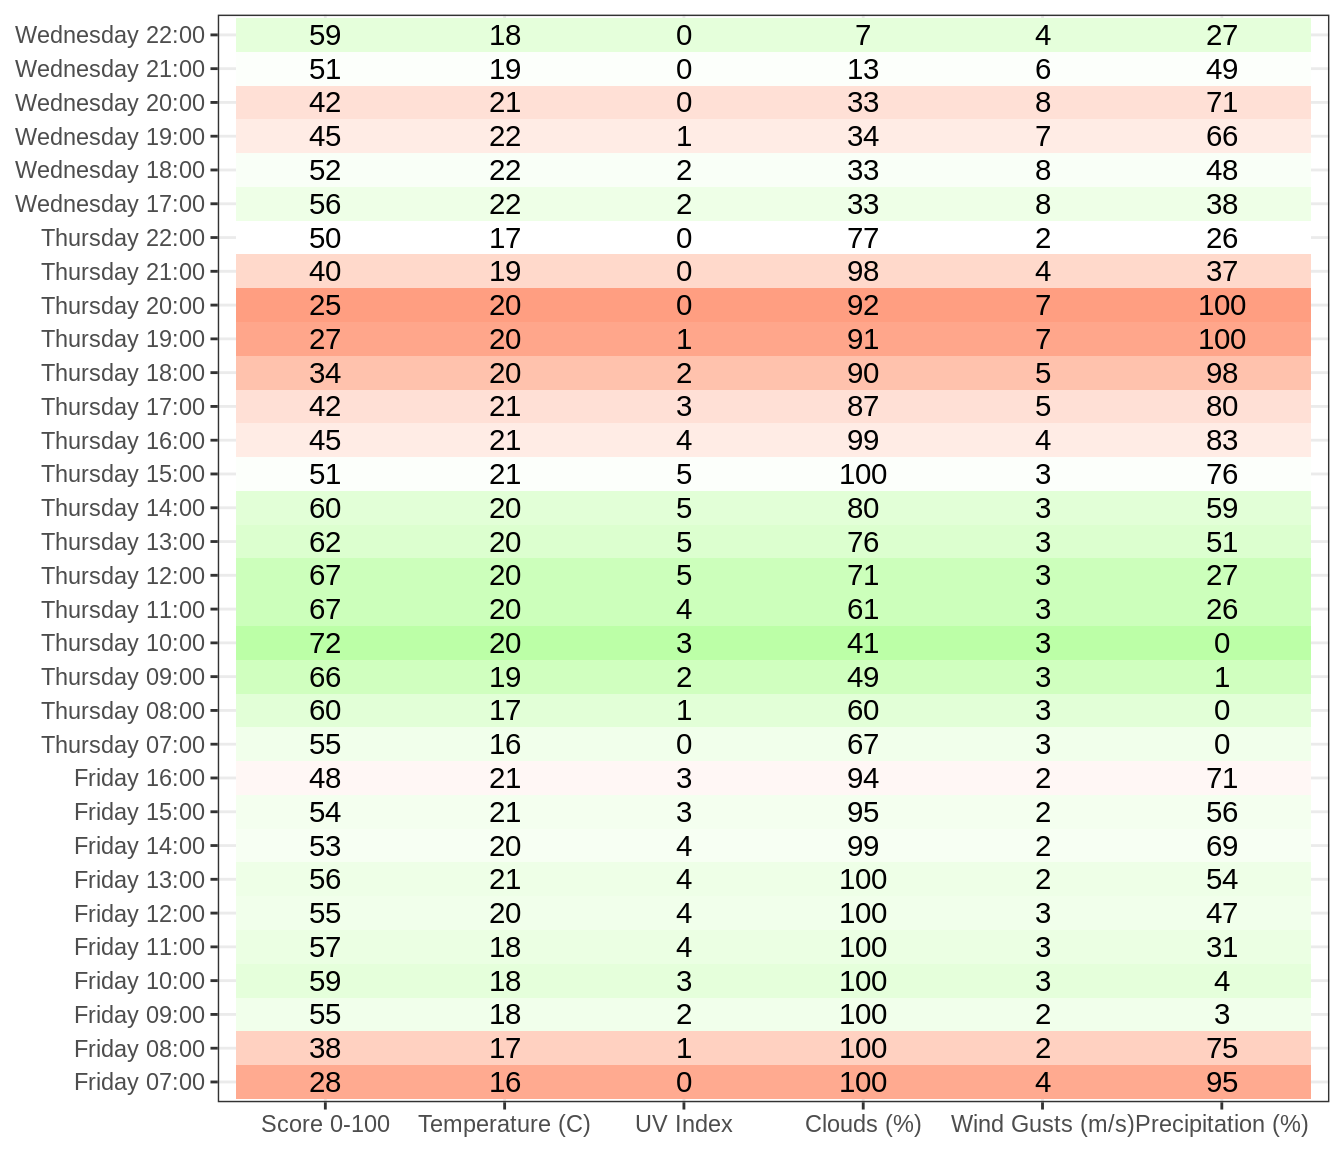 Wednesday 22:00 59 18 0 7 4 27
Wednesday 21:00 51 19 0 13 6 49
Wednesday 20:00 42 21 0 33 8 71
Wednesday 19:00 45 22 1 34 7 66
Wednesday 18:00 52 22 2 33 8 48
Wednesday 17:00 56 22 2 33 8 38
Thursday 22:00 50 17 0 77 2 26
Thursday 21:00 40 19 0 98 4 37
Thursday 20:00 25 20 0 92 7 100
Thursday 19:00 27 20 1 91 7 100
Thursday 18:00 34 20 2 90 5 98
Thursday 17:00 42 21 3 87 5 80
Thursday 16:00 45 21 4 99 4 83
Thursday 15:00 51 21 5 100 3 76
Thursday 14:00 60 20 5 80 3 59
Thursday 13:00 62 20 5 76 3 51
Thursday 12:00 67 20 5 71 3 27
Thursday 11:00 67 20 4 61 3 26
Thursday 10:00 72 20 3 41 3 0
Thursday 09:00 66 19 2 49 3 1
Thursday 08:00 60 17 1 60 3 0
Thursday 07:00 55 16 0 67 3 0
Friday 16:00 48 21 3 94 2 71
Friday 15:00 54 21 3 95 2 56
Friday 14:00 53 20 4 99 2 69
Friday 13:00 56 21 4 100 2 54
Friday 12:00 55 20 4 100 3 47
Friday 11:00 57 18 4 100 3 31
Friday 10:00 59 18 3 100 3 4
Friday 09:00 55 18 2 100 2 3
Friday 08:00 38 17 1 100 2 75
Friday 07:00 28 16 0 100 4 95
Score 0-100 Temperature (C) UV Index Clouds (%) Wind Gusts (m/s) Precipitation (%)